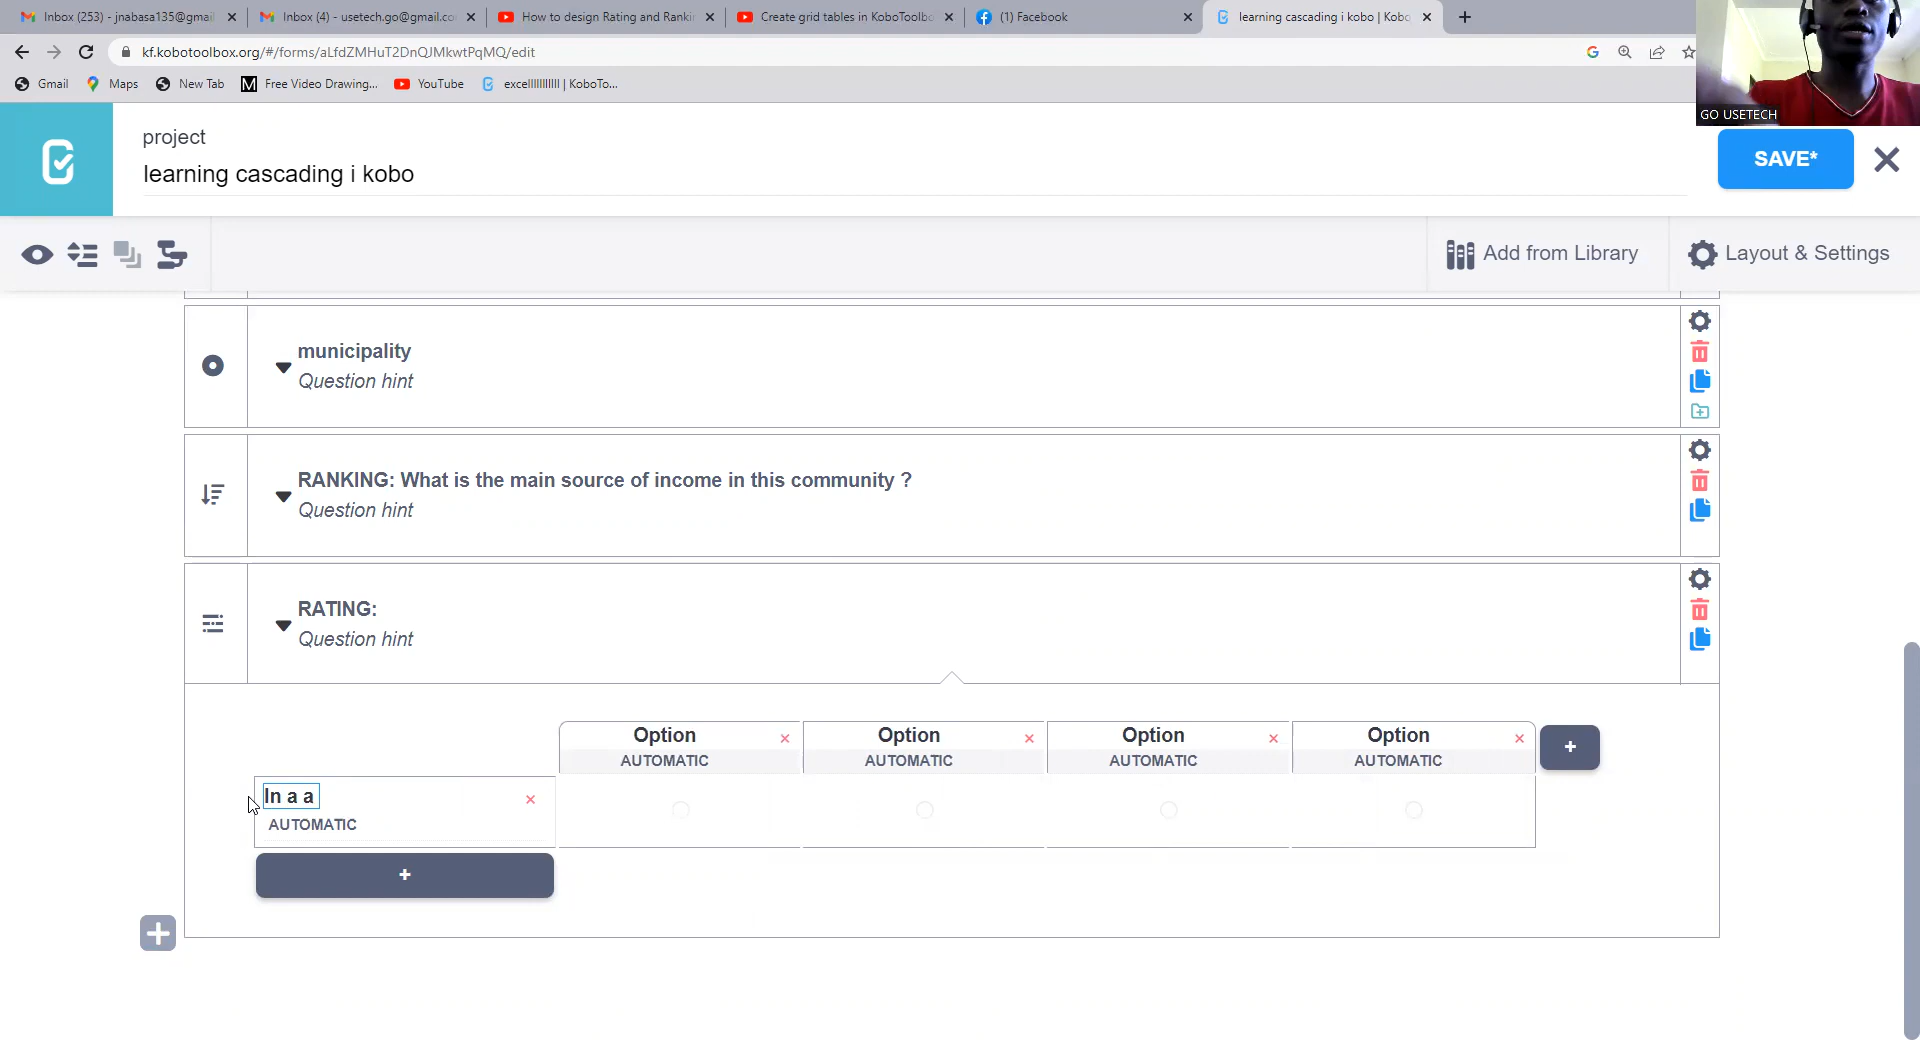 Inbox (253) - jnabasa135@gmail
Inbox (4) - usetech.go@gmail.co
How to design Rating and Ranki
Create grid tables in KoboToolbo
(1) Facebook
learning cascading i kobo | Kobo
kf.kobotoolbox.org/#/forms/aLfdZMHuT2DnQJMkwtPqMQ/edit
Gmail
Maps
New Tab
Free Video Drawing...
YouTube
excelllllllllll | KoboTo...
GO USETECH
project
learning cascading i kobo
SAVE*
Add from Library
Layout & Settings
municipality
Question hint
RANKING: What is the main source of income in this community ?
Question hint
RATING:
Question hint
Option
Option
Option
Option
AUTOMATIC
AUTOMATIC
AUTOMATIC
AUTOMATIC
In a a
AUTOMATIC